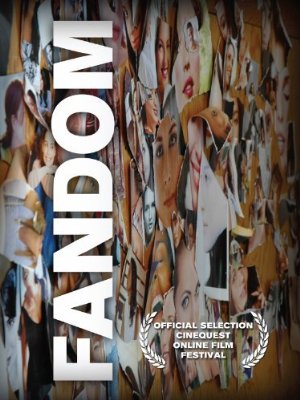 FANDOM
OFFICIAL SELECTION
CINEQUEST
ONLINE FILM
FESTIVAL